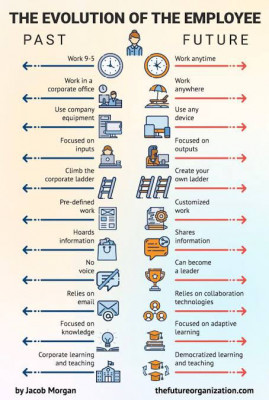 THE EVOLUTION OF THE EMPLOYEE
PAST
FUTURE
Work 9-5
Work anytime
Work in a
corporate office
Work
anywhere
Use company
equipment
Use any
device
Focused on
inputs
Focused on
outputs
Climb the
corporate ladder
Create your
own ladder
Pre-defined
work
Customized
work
Hoards
information
Shares
information
No
voice
Can become
a leader
Relies on
email
Relies on collaboration
technologies
Focused on
knowledge
Focused on adaptive
learning
Corporate learning
and teaching
Democratized learning
and teaching
by Jacob Morgan
thefutureorganization.com